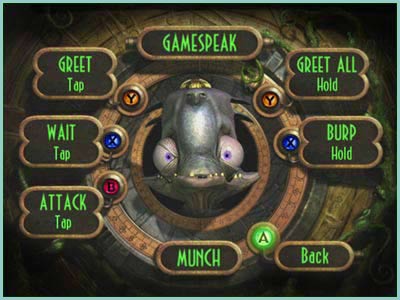 GAMESPEAK
GREET
Tap
Y
Y
GREET ALL
Hold
WAIT
Tap
X
X
BURP
Hold
ATTACK
Tap
B
MUNCH
A
Back